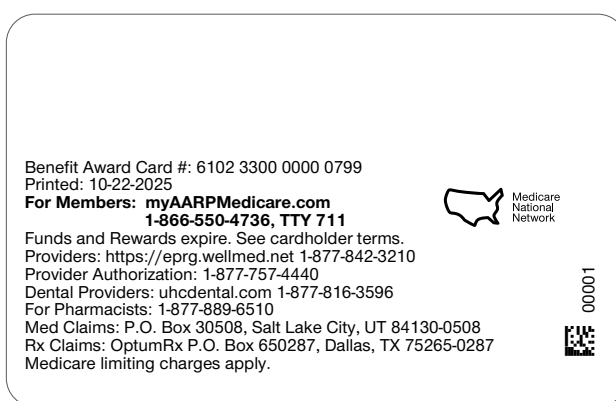 Benefit Award Card #: 6102 3300 0000 0799
Printed: 10-22-2025
For Members: myAARPMedicare.com
1-866-550-4736, TTY 711
Funds and Rewards expire. See cardholder terms.
Providers: https://eprg.wellmed.net 1-877-842-3210
Provider Authorization: 1-877-757-4440
Dental Providers: uhcdental.com 1-877-816-3596
For Pharmacists: 1-877-889-6510
Med Claims: P.O. Box 30508, Salt Lake City, UT 84130-0508
Rx Claims: OptumRx P.O. Box 650287, Dallas, TX 75265-0287
Medicare limiting charges apply.
Medicare
National
Network
00001